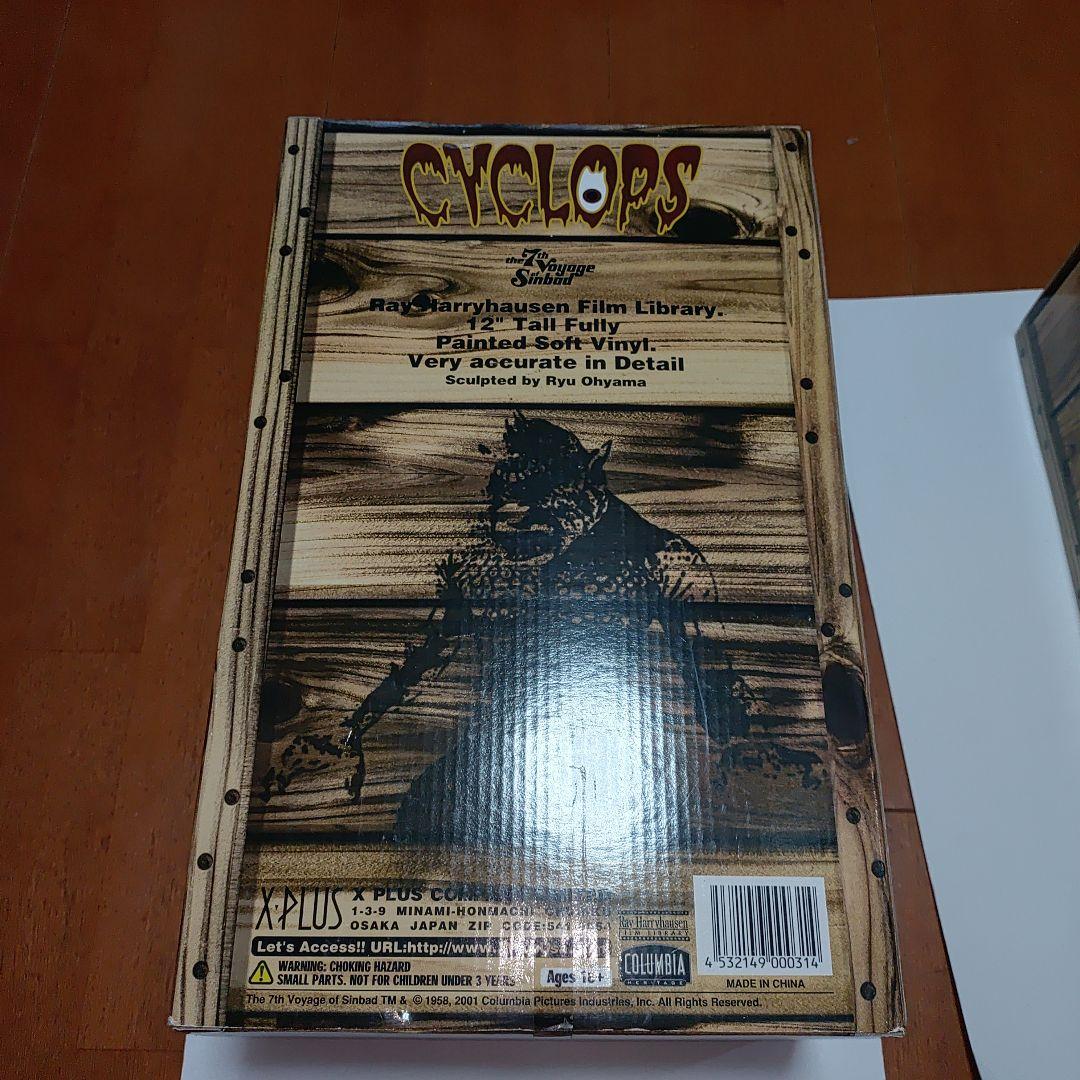 CYCLOPS
the 7th
Voyage
of
Sinbad
Ray Harryhausen Film Library.
12" Tall Fully
Painted Soft Vinyl.
Very accurate in Detail
Sculpted by Ryu Ohyama
X·PLUS
X PLUS
1-3-9 MINAMI-HONMACHI
OSAKA JAPAN ZIP CODE:
Let's Access!! URL:http://www.
WARNING: CHOKING HAZARD
SMALL PARTS. NOT FOR CHILDREN UNDER 3 YEARS
Ages
Ray Harryhausen
FILM LIBRARY
COLUMBIA
HERITAGE
4 532149 000314
MADE IN CHINA
The 7th Voyage of Sinbad TM & © 1958, 2001 Columbia Pictures Industries, Inc. All Rights Reserved.